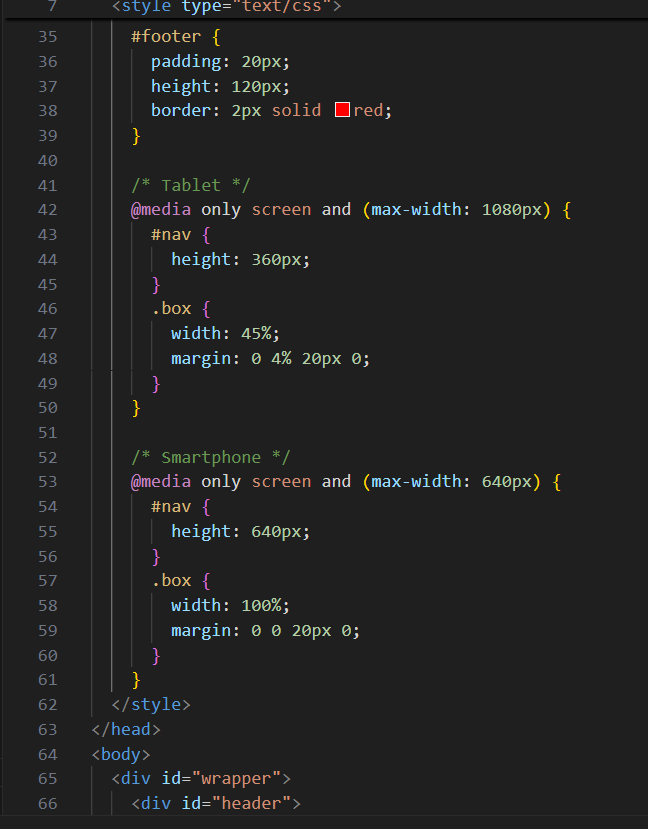 7 <style type="text/css">
35 #footer {
36 padding: 20px;
37 height: 120px;
38 border: 2px solid red;
39 }
40
41 /* Tablet */
42 @media only screen and (max-width: 1080px) {
43 #nav {
44 height: 360px;
45 }
46 .box {
47 width: 45%;
48 margin: 0 4% 20px 0;
49 }
50 }
51
52 /* Smartphone */
53 @media only screen and (max-width: 640px) {
54 #nav {
55 height: 640px;
56 }
57 .box {
58 width: 100%;
59 margin: 0 0 20px 0;
60 }
61 }
62 </style>
63 </head>
64 <body>
65 <div id="wrapper">
66 <div id="header">